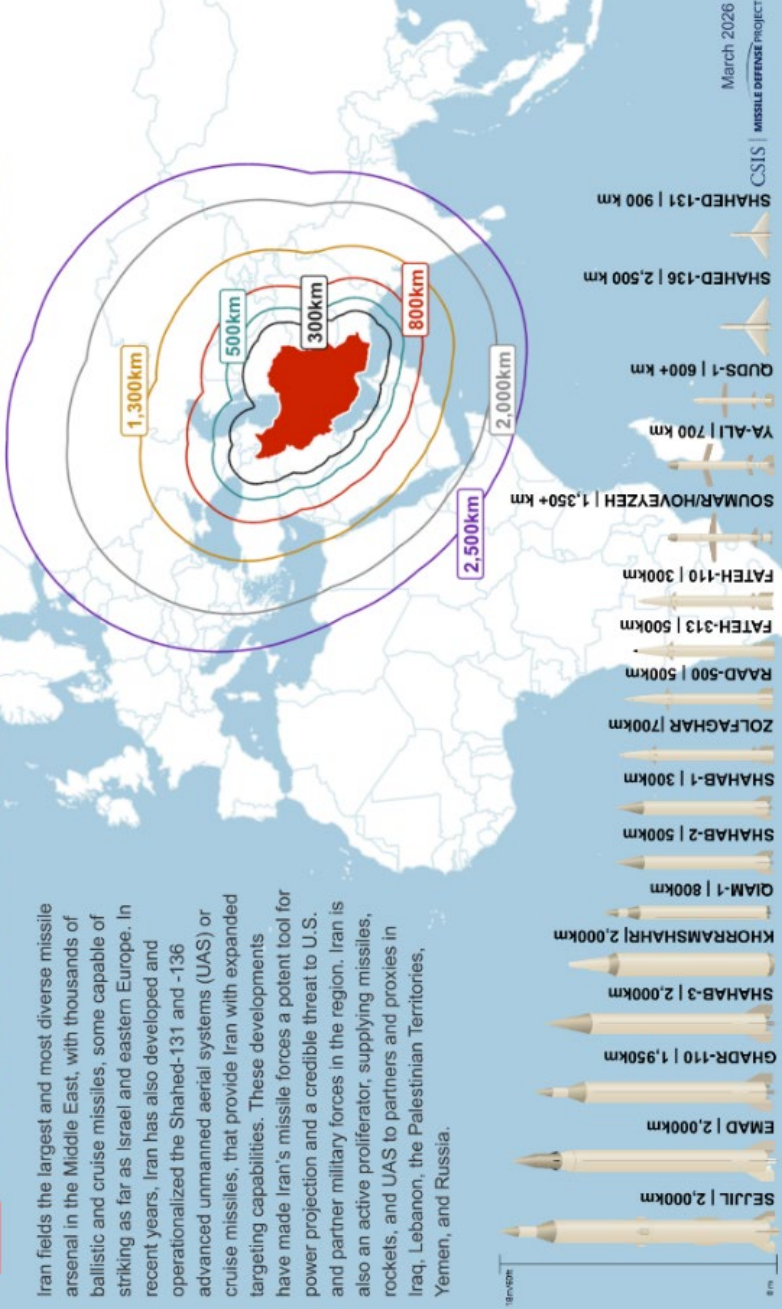 Iran fields the largest and most diverse missile
arsenal in the Middle East, with thousands of
ballistic and cruise missiles, some capable of
striking as far as Israel and eastern Europe. In
recent years, Iran has also developed and
operationalized the Shahed-131 and -136
advanced unmanned aerial systems (UAS) or
cruise missiles, that provide Iran with expanded
targeting capabilities. These developments
have made Iran's missile forces a potent tool for
power projection and a credible threat to U.S.
and partner military forces in the region. Iran is
also an active proliferator, supplying missiles,
rockets, and UAS to partners and proxies in
Iraq, Lebanon, the Palestinian Territories,
Yemen, and Russia.
1,300km
500km
300km
800km
2,000km
2,500km
SEJJIL | 2,000km
EMAD | 2,000km
GHADR-110 | 1,950km
SHAHAB-3 | 2,000km
KHORRAMSHAHR| 2,000km
QIAM-1 | 800km
SHAHAB-2 | 500km
SHAHAB-1 | 300km
ZOLFAGHAR |700km
RAAD-500 | 500km
FATEH-313 | 500km
FATEH-110 | 300km
SOUMAR/HOVEYZEH | 1,350+ km
YA-ALI | 700 km
QUDS-1 | 600+ km
SHAHED-136 | 2,500 km
SHAHED-131 | 900 km
18m/60ft
0 m
March 2026
CSIS | MISSILE DEFENSE PROJECT